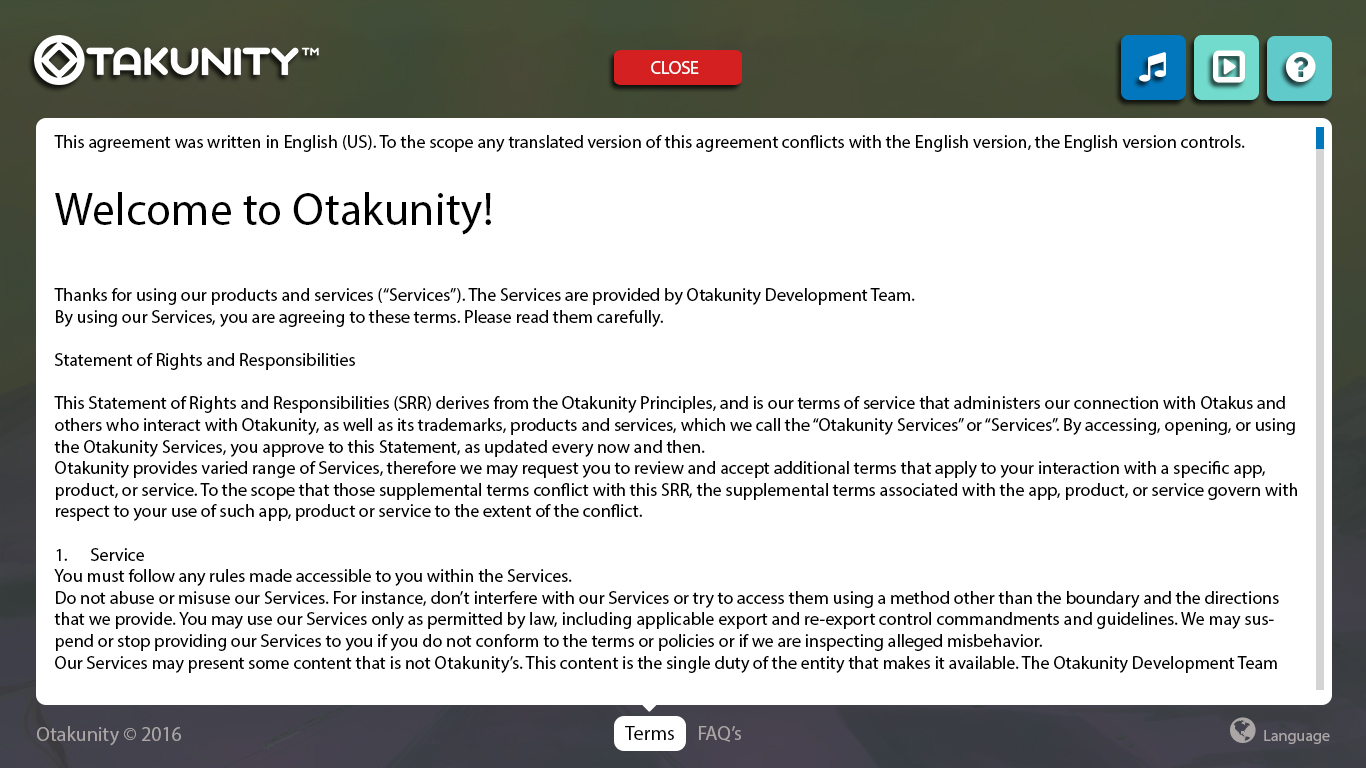 OTAKUNITY™
CLOSE
This agreement was written in English (US). To the scope any translated version of this agreement conflicts with the English version, the English version controls.
Welcome to Otakunity!
Thanks for using our products and services (“Services”). The Services are provided by Otakunity Development Team.
By using our Services, you are agreeing to these terms. Please read them carefully.
Statement of Rights and Responsibilities
This Statement of Rights and Responsibilities (SRR) derives from the Otakunity Principles, and is our terms of service that administers our connection with Otakus and
others who interact with Otakunity, as well as its trademarks, products and services, which we call the “Otakunity Services” or “Services”. By accessing, opening, or using
the Otakunity Services, you approve to this Statement, as updated every now and then.
Otakunity provides varied range of Services, therefore we may request you to review and accept additional terms that apply to your interaction with a specific app,
product, or service. To the scope that those supplemental terms conflict with this SRR, the supplemental terms associated with the app, product, or service govern with
respect to your use of such app, product or service to the extent of the conflict.
1. Service
You must follow any rules made accessible to you within the Services.
Do not abuse or misuse our Services. For instance, don’t interfere with our Services or try to access them using a method other than the boundary and the directions
that we provide. You may use our Services only as permitted by law, including applicable export and re-export control commandments and guidelines. We may sus-
pend or stop providing our Services to you if you do not conform to the terms or policies or if we are inspecting alleged misbehavior.
Our Services may present some content that is not Otakunity’s. This content is the single duty of the entity that makes it available. The Otakunity Development Team
Otakunity © 2016
Terms
FAQ’s
Language